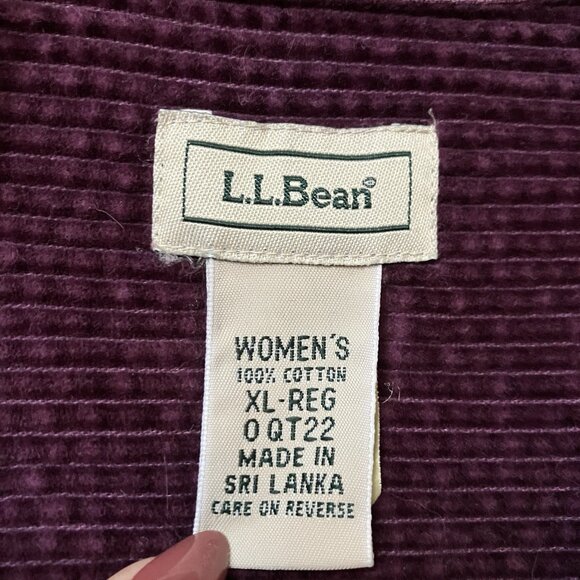 L.L.Bean®
WOMEN'S
100% COTTON
XL-REG
0 QT22
MADE IN
SRI LANKA
CARE ON REVERSE